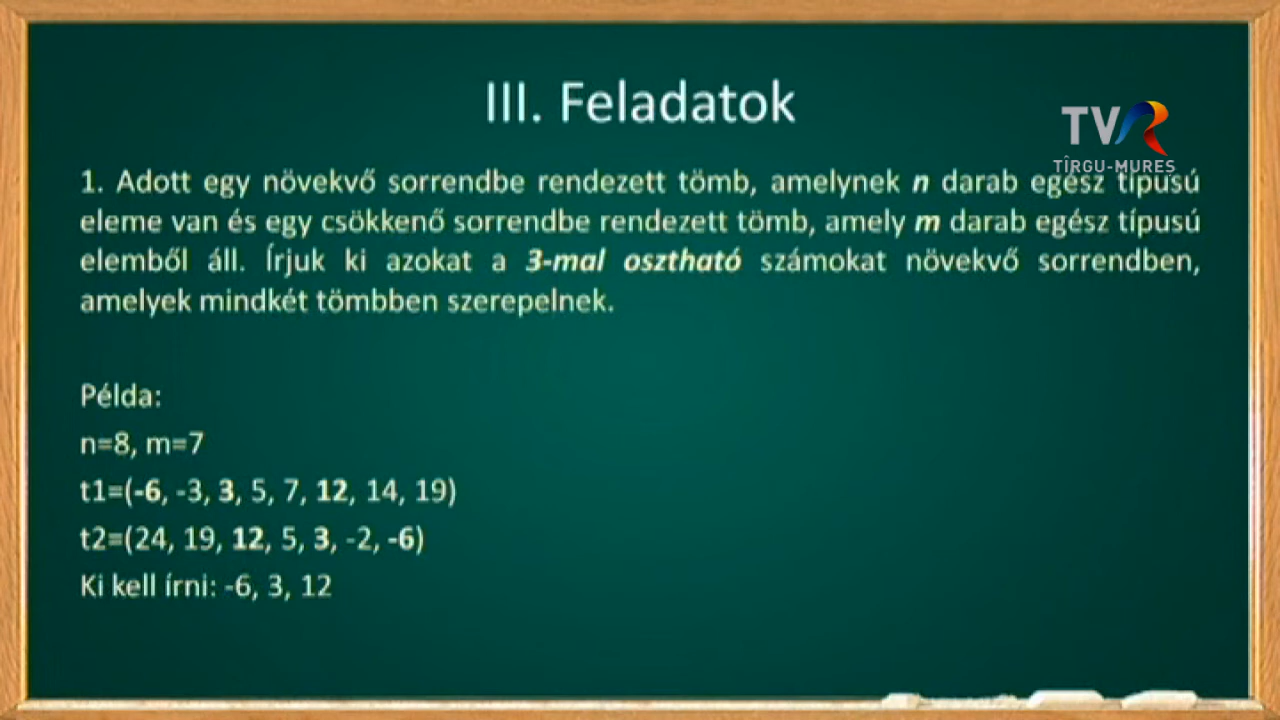 III. Feladatok
TVR
TÎRGU-MUREȘ
1. Adott egy növekvő sorrendbe rendezett tömb, amelynek n darab egész típusú
eleme van és egy csökkenő sorrendbe rendezett tömb, amely m darab egész típusú
elemből áll. Írjuk ki azokat a 3-mal osztható számokat növekvő sorrendben,
amelyek mindkét tömbben szerepelnek.
Példa:
n=8, m=7
t1=(-6, -3, 3, 5, 7, 12, 14, 19)
t2=(24, 19, 12, 5, 3, -2, -6)
Ki kell írni: -6, 3, 12